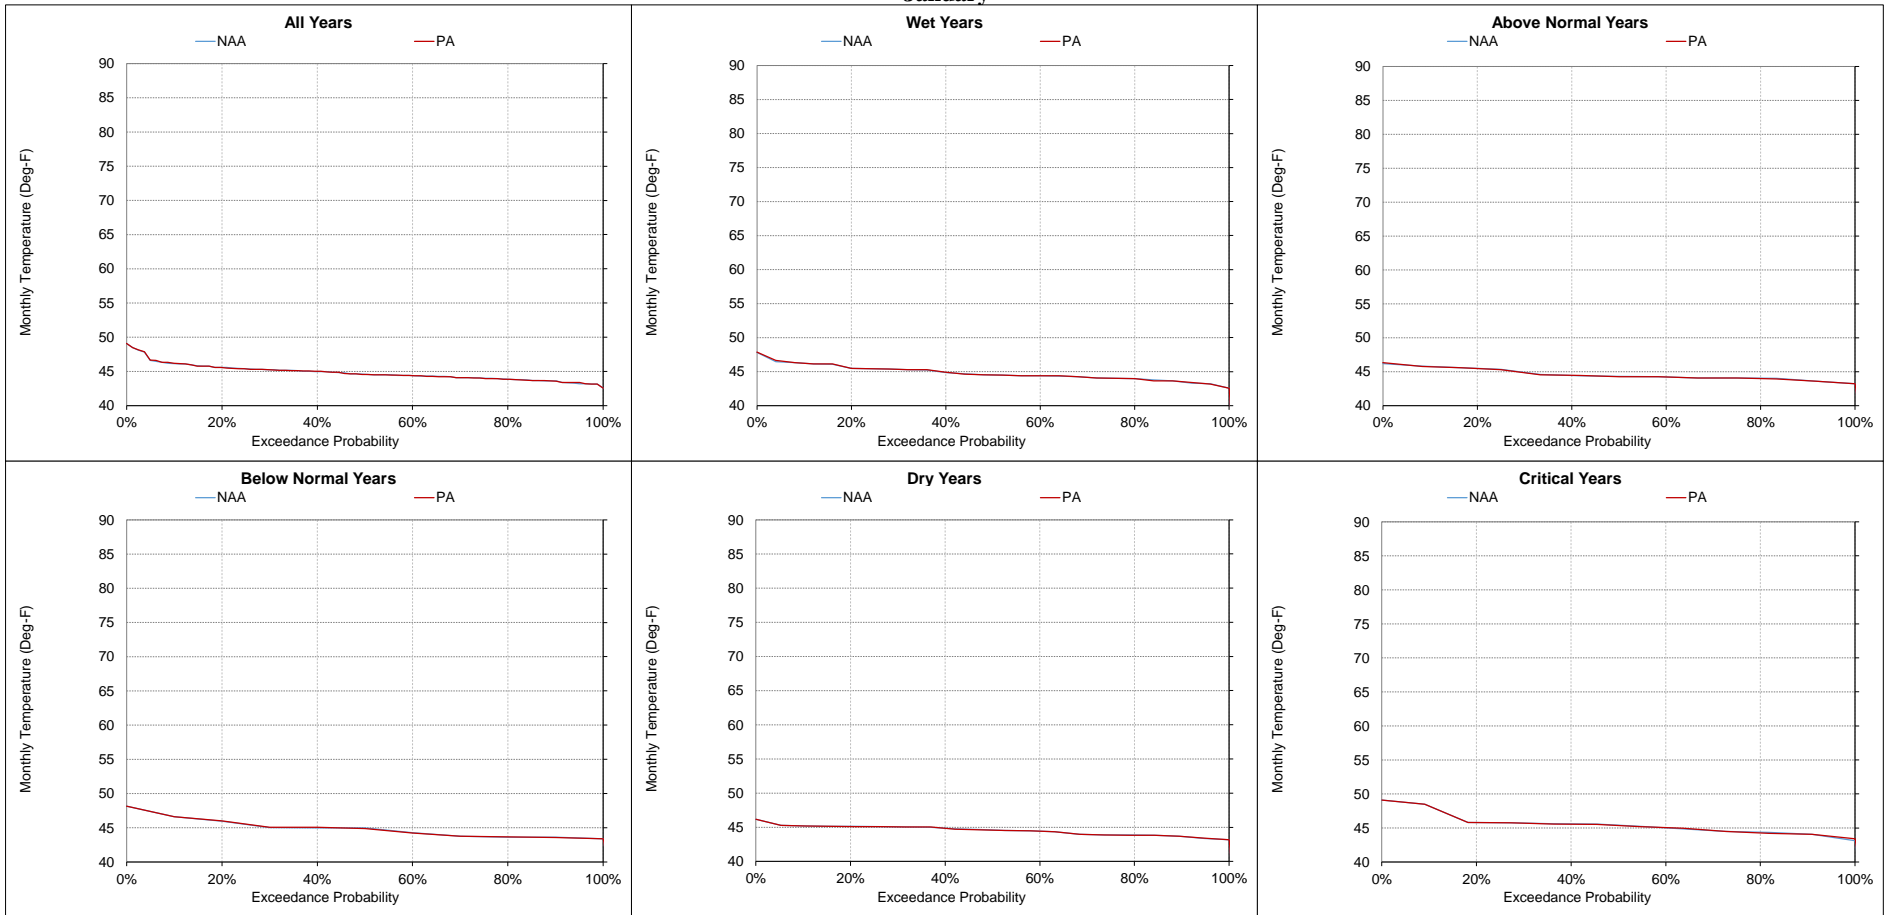 All Years
NAA PA
Monthly Temperature (Deg-F)
90
85
80
75
70
65
60
55
50
45
40
0% 20% 40% 60% 80% 100%
Exceedance Probability
Wet Years
NAA PA
Monthly Temperature (Deg-F)
90
85
80
75
70
65
60
55
50
45
40
0% 20% 40% 60% 80% 100%
Exceedance Probability
Above Normal Years
NAA PA
Monthly Temperature (Deg-F)
90
85
80
75
70
65
60
55
50
45
40
0% 20% 40% 60% 80% 100%
Exceedance Probability
Below Normal Years
NAA PA
Monthly Temperature (Deg-F)
90
85
80
75
70
65
60
55
50
45
40
0% 20% 40% 60% 80% 100%
Exceedance Probability
Dry Years
NAA PA
Monthly Temperature (Deg-F)
90
85
80
75
70
65
60
55
50
45
40
0% 20% 40% 60% 80% 100%
Exceedance Probability
Critical Years
NAA PA
Monthly Temperature (Deg-F)
90
85
80
75
70
65
60
55
50
45
40
0% 20% 40% 60% 80% 100%
Exceedance Probability